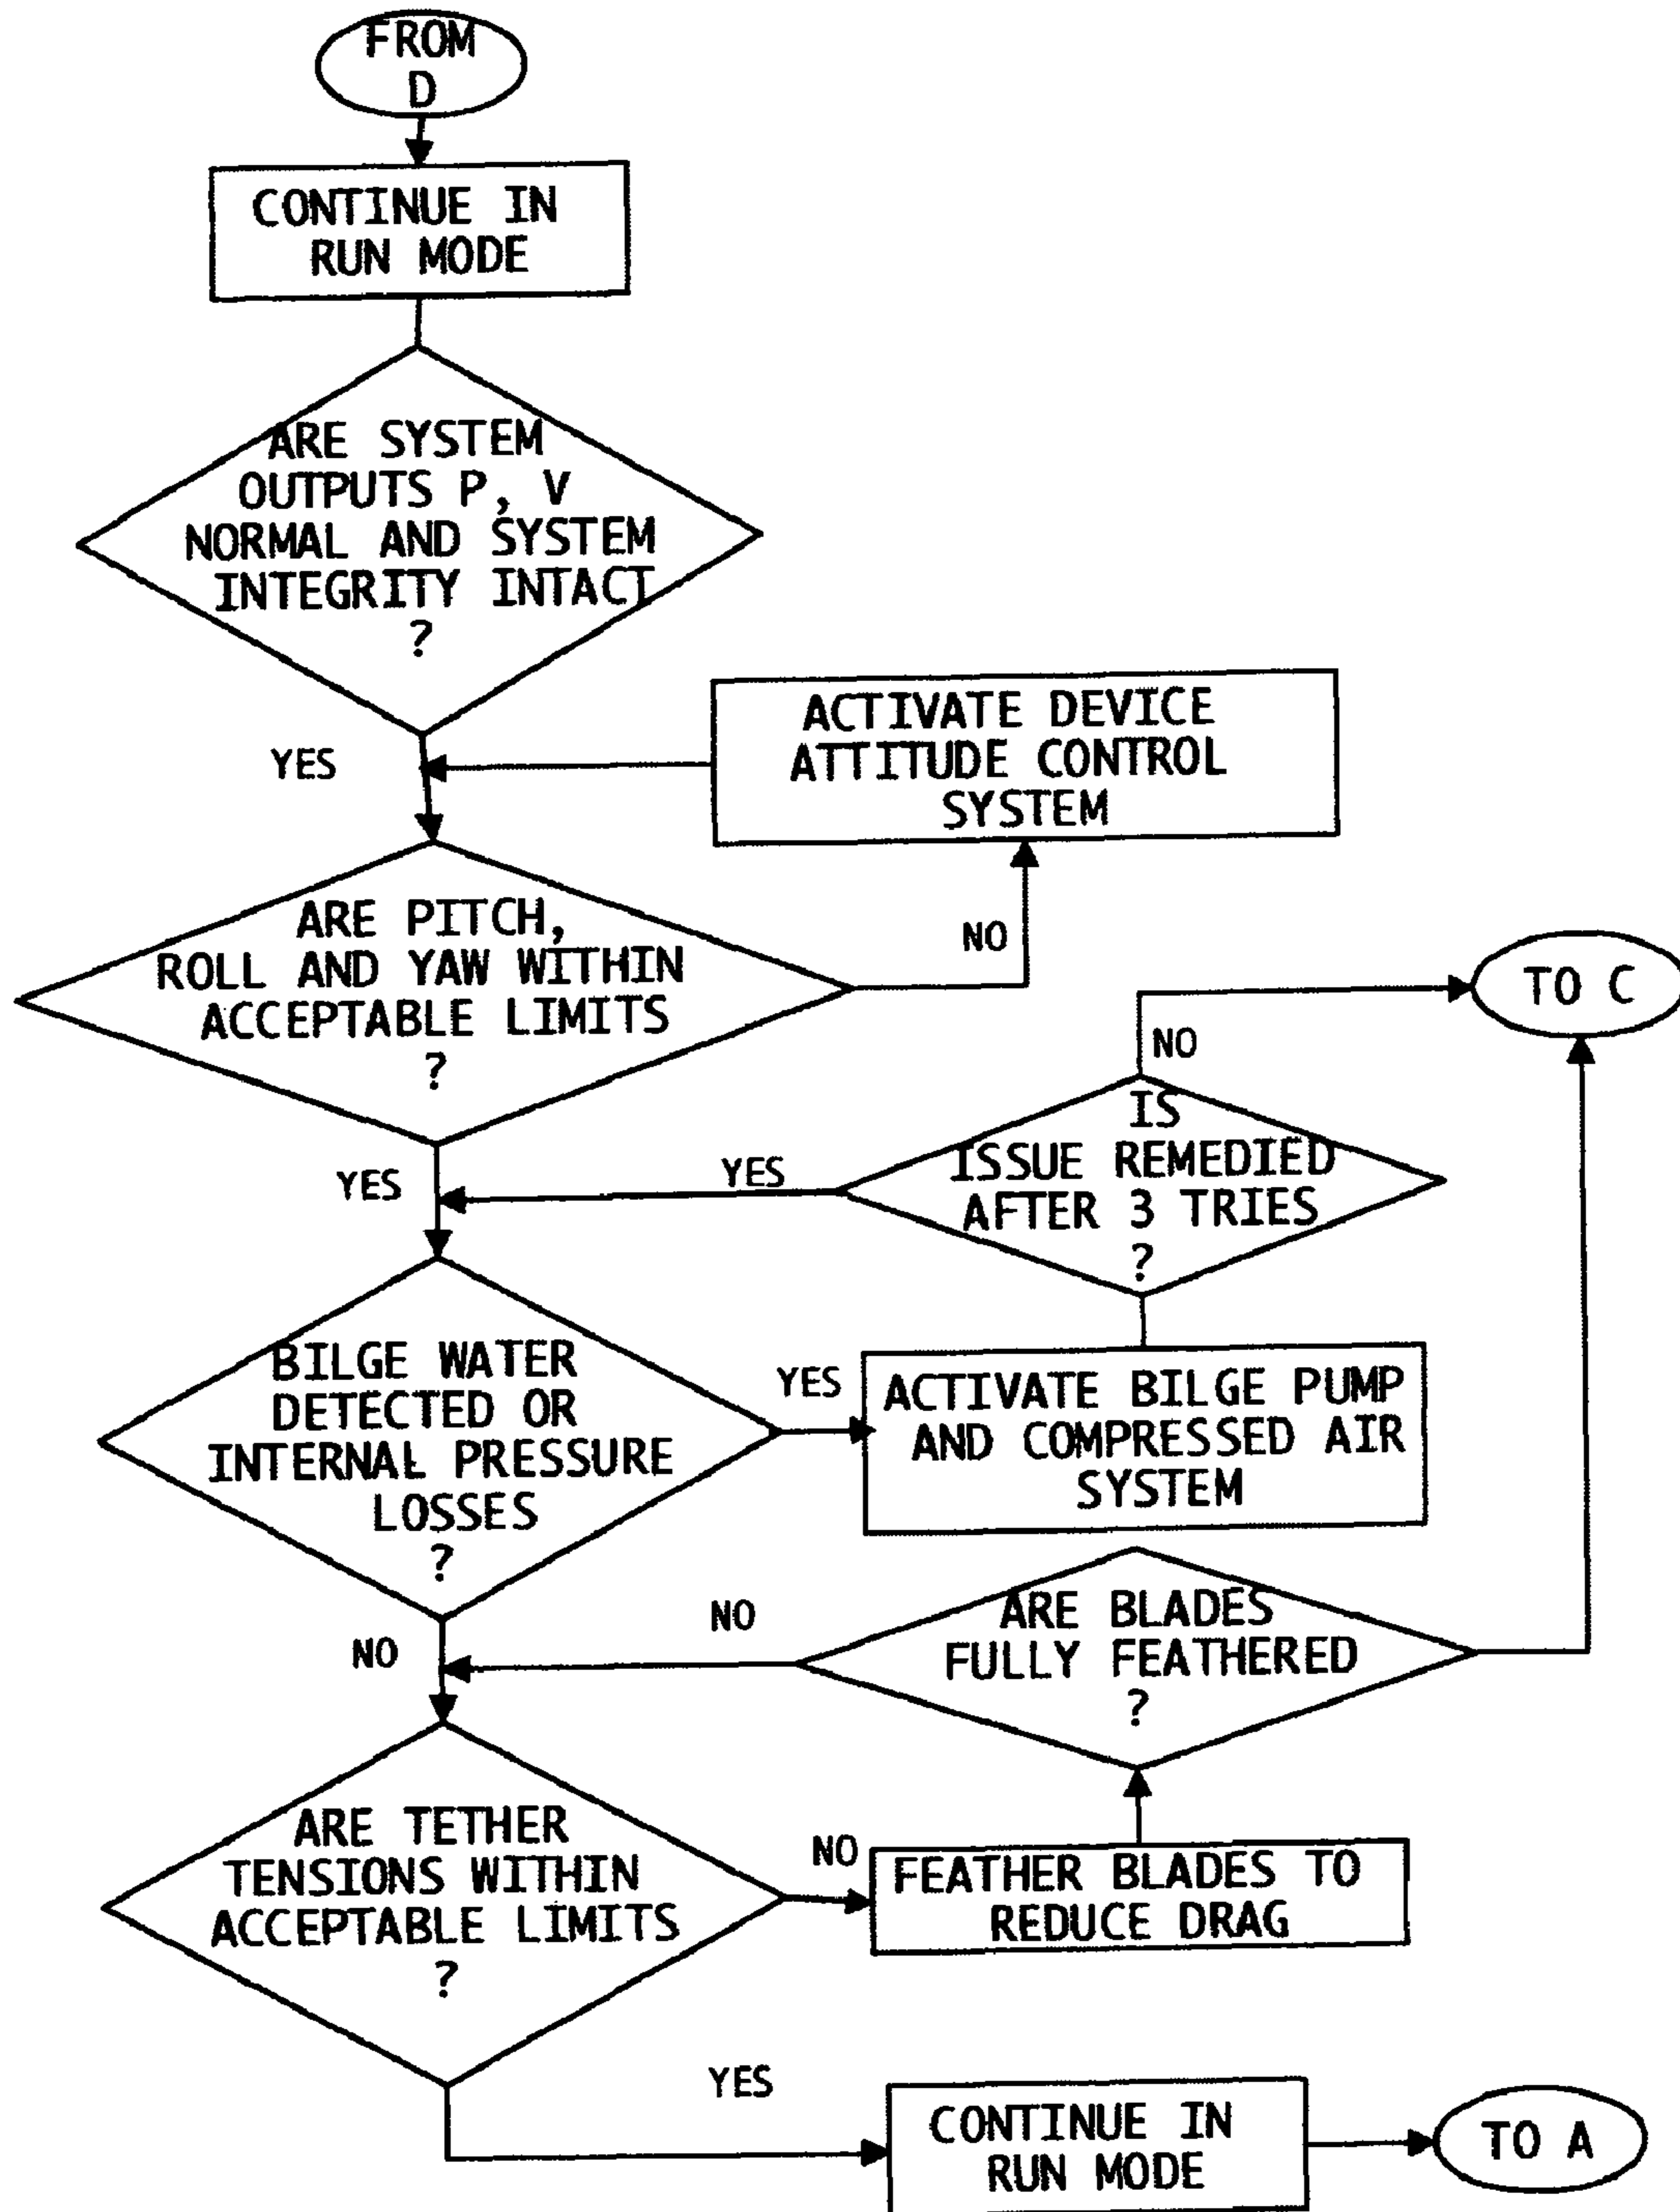 FROM
D
CONTINUE IN
RUN MODE
ARE SYSTEM
OUTPUTS P, V
NORMAL AND SYSTEM
INTEGRITY INTACT
?
YES
ACTIVATE DEVICE
ATTITUDE CONTROL
SYSTEM
ARE PITCH,
ROLL AND YAW WITHIN
ACCEPTABLE LIMITS
?
NO
TO C
NO
IS
ISSUE REMEDIED
AFTER 3 TRIES
?
YES
YES
BILGE WATER
DETECTED OR
INTERNAL PRESSURE
LOSSES
?
YES
ACTIVATE BILGE PUMP
AND COMPRESSED AIR
SYSTEM
ARE BLADES
FULLY FEATHERED
?
NO
NO
ARE TETHER
TENSIONS WITHIN
ACCEPTABLE LIMITS
?
NO
FEATHER BLADES TO
REDUCE DRAG
YES
CONTINUE IN
RUN MODE
TO A